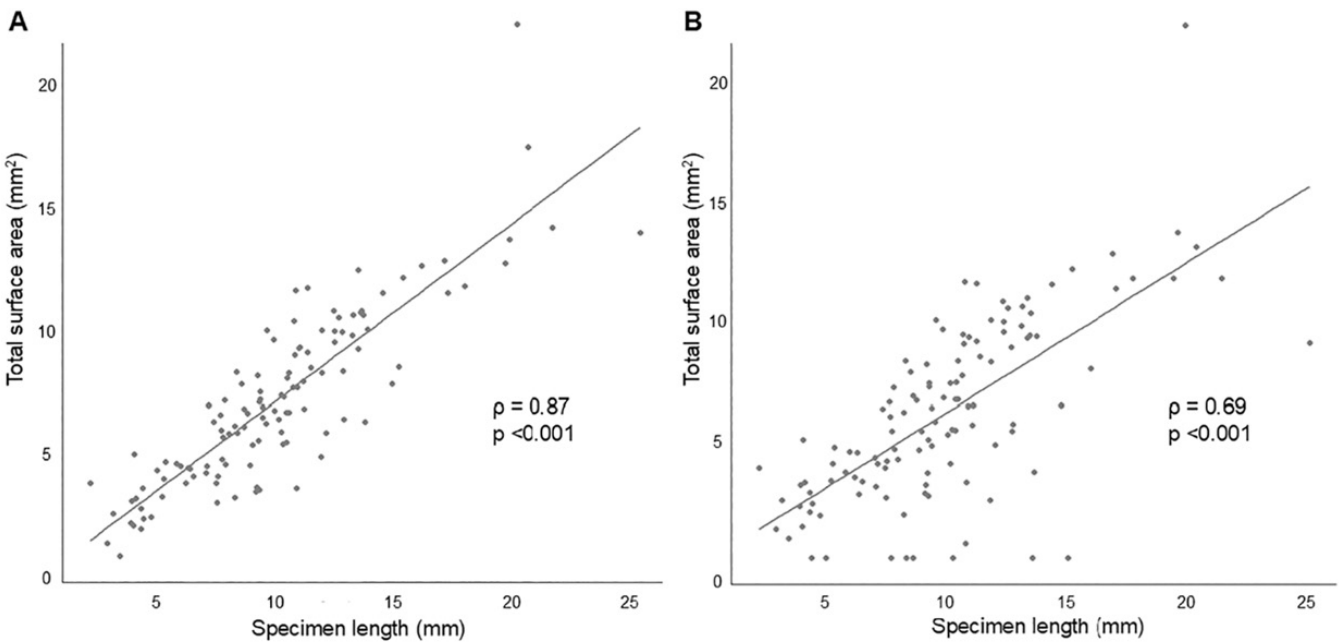 A
Total surface area (mm²)
20
15
10
5
0
ρ = 0.87
p <0.001
5 10 15 20 25
Specimen length (mm)
B
Total surface area (mm²)
20
15
10
5
0
ρ = 0.69
p <0.001
5 10 15 20 25
Specimen length (mm)